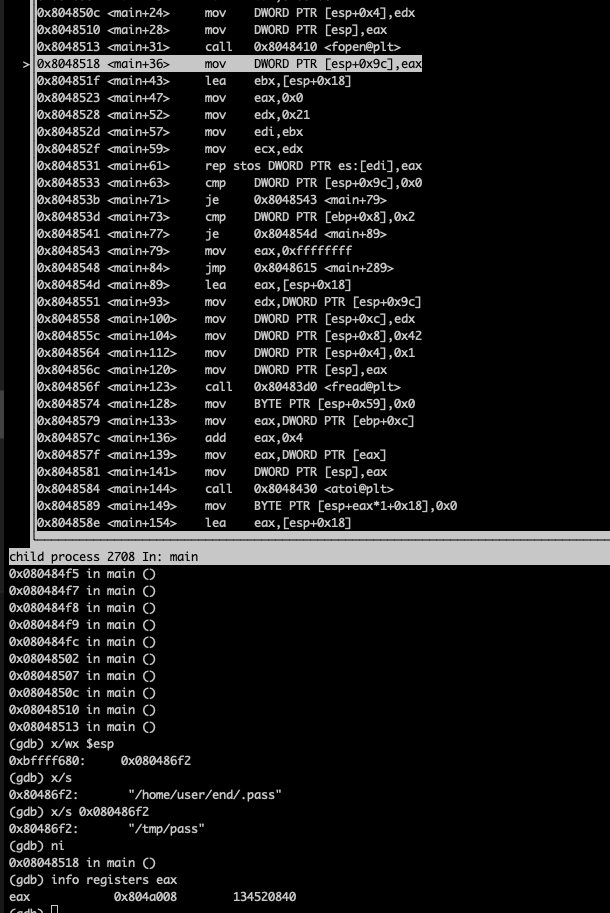 0x804850c <main+24> mov DWORD PTR [esp+0x4],edx
0x8048510 <main+28> mov DWORD PTR [esp],eax
0x8048513 <main+31> call 0x8048410 <fopen@plt>
>0x8048518 <main+36> mov DWORD PTR [esp+0x9c],eax
0x804851f <main+43> lea ebx,[esp+0x18]
0x8048523 <main+47> mov eax,0x0
0x8048528 <main+52> mov edx,0x21
0x804852d <main+57> mov edi,ebx
0x804852f <main+59> mov ecx,edx
0x8048531 <main+61> rep stos DWORD PTR es:[edi],eax
0x8048533 <main+63> cmp DWORD PTR [esp+0x9c],0x0
0x804853b <main+71> je 0x8048543 <main+79>
0x804853d <main+73> cmp DWORD PTR [ebp+0x8],0x2
0x8048541 <main+77> je 0x804854d <main+89>
0x8048543 <main+79> mov eax,0xffffffff
0x8048548 <main+84> jmp 0x8048615 <main+289>
0x804854d <main+89> lea eax,[esp+0x18]
0x8048551 <main+93> mov edx,DWORD PTR [esp+0x9c]
0x8048558 <main+100> mov DWORD PTR [esp+0xc],edx
0x804855c <main+104> mov DWORD PTR [esp+0x8],0x42
0x8048564 <main+112> mov DWORD PTR [esp+0x4],0x1
0x804856c <main+120> mov DWORD PTR [esp],eax
0x804856f <main+123> call 0x80483d0 <fread@plt>
0x8048574 <main+128> mov BYTE PTR [esp+0x59],0x0
0x8048579 <main+133> mov eax,DWORD PTR [ebp+0xc]
0x804857c <main+136> add eax,0x4
0x804857f <main+139> mov eax,DWORD PTR [eax]
0x8048581 <main+141> mov DWORD PTR [esp],eax
0x8048584 <main+144> call 0x8048430 <atoi@plt>
0x8048589 <main+149> mov BYTE PTR [esp+eax*1+0x18],0x0
0x804858e <main+154> lea eax,[esp+0x18]
child process 2708 In: main
0x080484f5 in main ()
0x080484f7 in main ()
0x080484f8 in main ()
0x080484f9 in main ()
0x080484fc in main ()
0x08048502 in main ()
0x08048507 in main ()
0x0804850c in main ()
0x08048510 in main ()
0x08048513 in main ()
(gdb) x/wx $esp
0xbffff680: 0x080486f2
(gdb) x/s
0x80486f2: "/home/user/end/.pass"
(gdb) x/s 0x080486f2
0x80486f2: "/tmp/pass"
(gdb) ni
0x08048518 in main ()
(gdb) info registers eax
eax 0x804a008 134520840
(gdb)